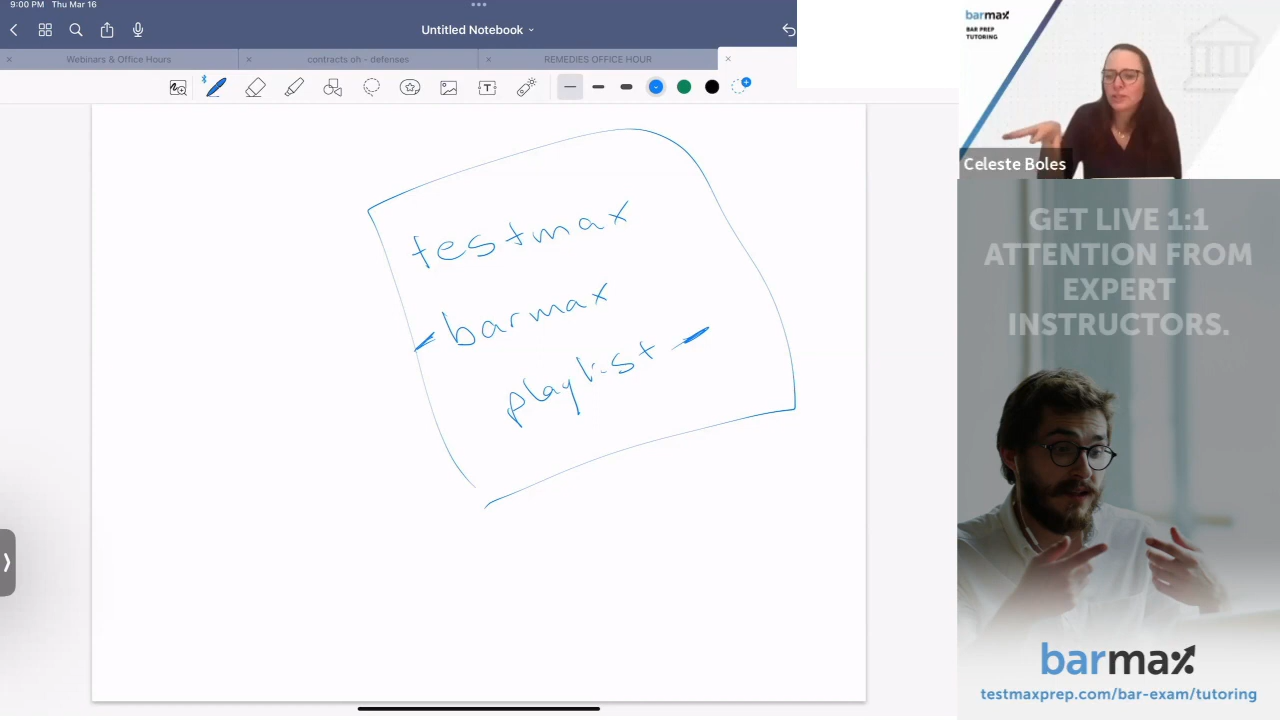 9:00 PM Thu Mar 16
Untitled Notebook
Webinars & Office Hours
contracts oh - defenses
REMEDIES OFFICE HOUR
testmax
barmax
playlist
barmax
BAR PREP
TUTORING
Celeste Boles
GET LIVE 1:1
ATTENTION FROM
EXPERT
INSTRUCTORS.
barmax
testmaxprep.com/bar-exam/tutoring